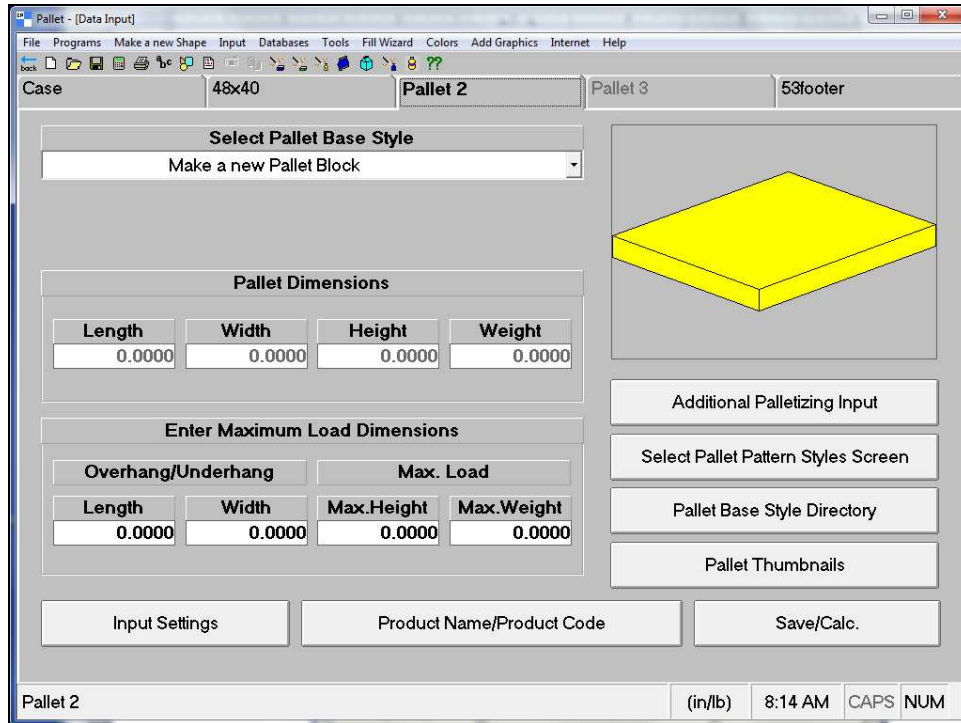 Pallet - [Data Input]
File Programs Make a new Shape Input Databases Tools Fill Wizard Colors Add Graphics Internet Help
back ??
Case 48x40 Pallet 2 Pallet 3 53footer
Select Pallet Base Style
Make a new Pallet Block
Pallet Dimensions
Length Width Height Weight
0.0000 0.0000 0.0000 0.0000
Enter Maximum Load Dimensions
Overhang/Underhang Max. Load
Length Width Max.Height Max.Weight
0.0000 0.0000 0.0000 0.0000
Additional Palletizing Input
Select Pallet Pattern Styles Screen
Pallet Base Style Directory
Pallet Thumbnails
Input Settings Product Name/Product Code Save/Calc.
Pallet 2 (in/lb) 8:14 AM CAPS NUM